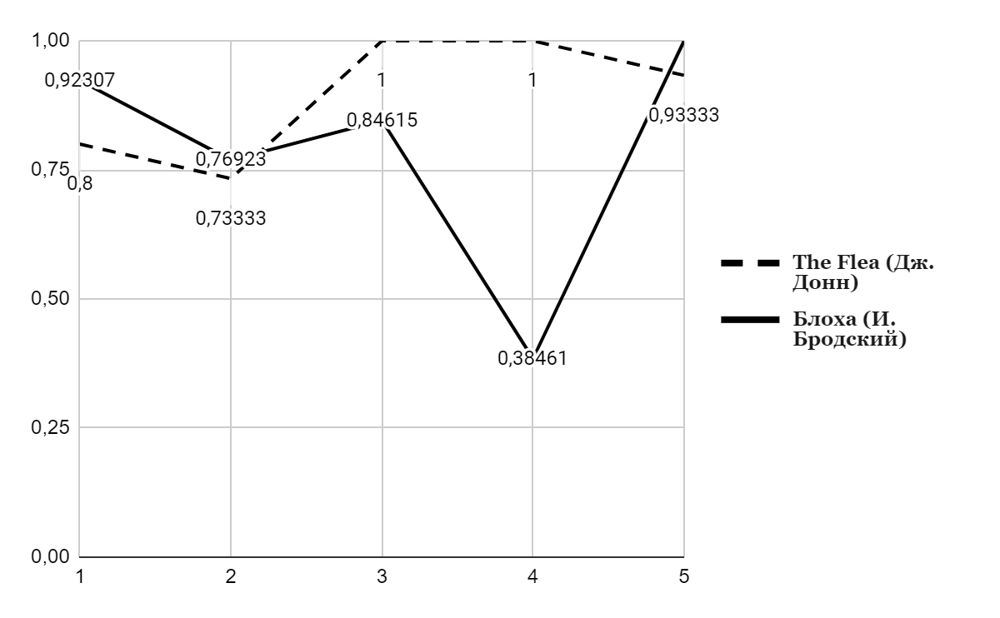 1,00
0,92307
1
1
0,84615
0,93333
0,76923
0,75
0,8
0,73333
The Flea (Дж.
Донн)
0,50
Блоха (И.
Бродский)
0,38461
0,25
0,00
1 2 3 4 5